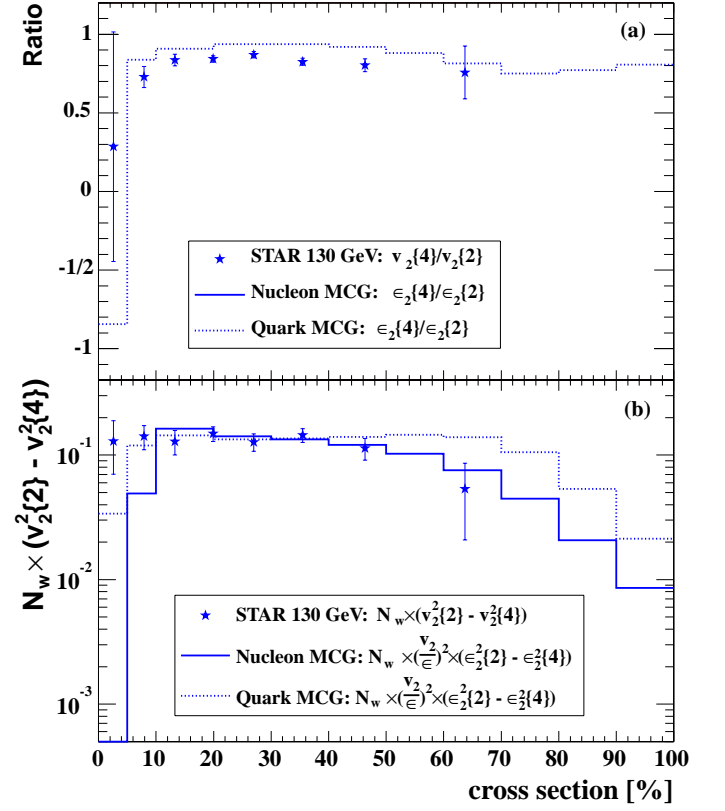 Ratio
(a)
1
0.5
0
-1/2
-1
STAR 130 GeV: v₂{4}/v₂{2}
Nucleon MCG: ∈₂{4}/∈₂{2}
Quark MCG: ∈₂{4}/∈₂{2}
N_w × (v₂²{2} - v₂²{4})
(b)
10⁻¹
10⁻²
10⁻³
STAR 130 GeV: N_w×(v₂²{2} - v₂²{4})
Nucleon MCG: N_w ×(v₂/∈)²×(∈₂²{2} - ∈₂²{4})
Quark MCG: N_w ×(v₂/∈)²×(∈₂²{2} - ∈₂²{4})
0 10 20 30 40 50 60 70 80 90 100
cross section [%]